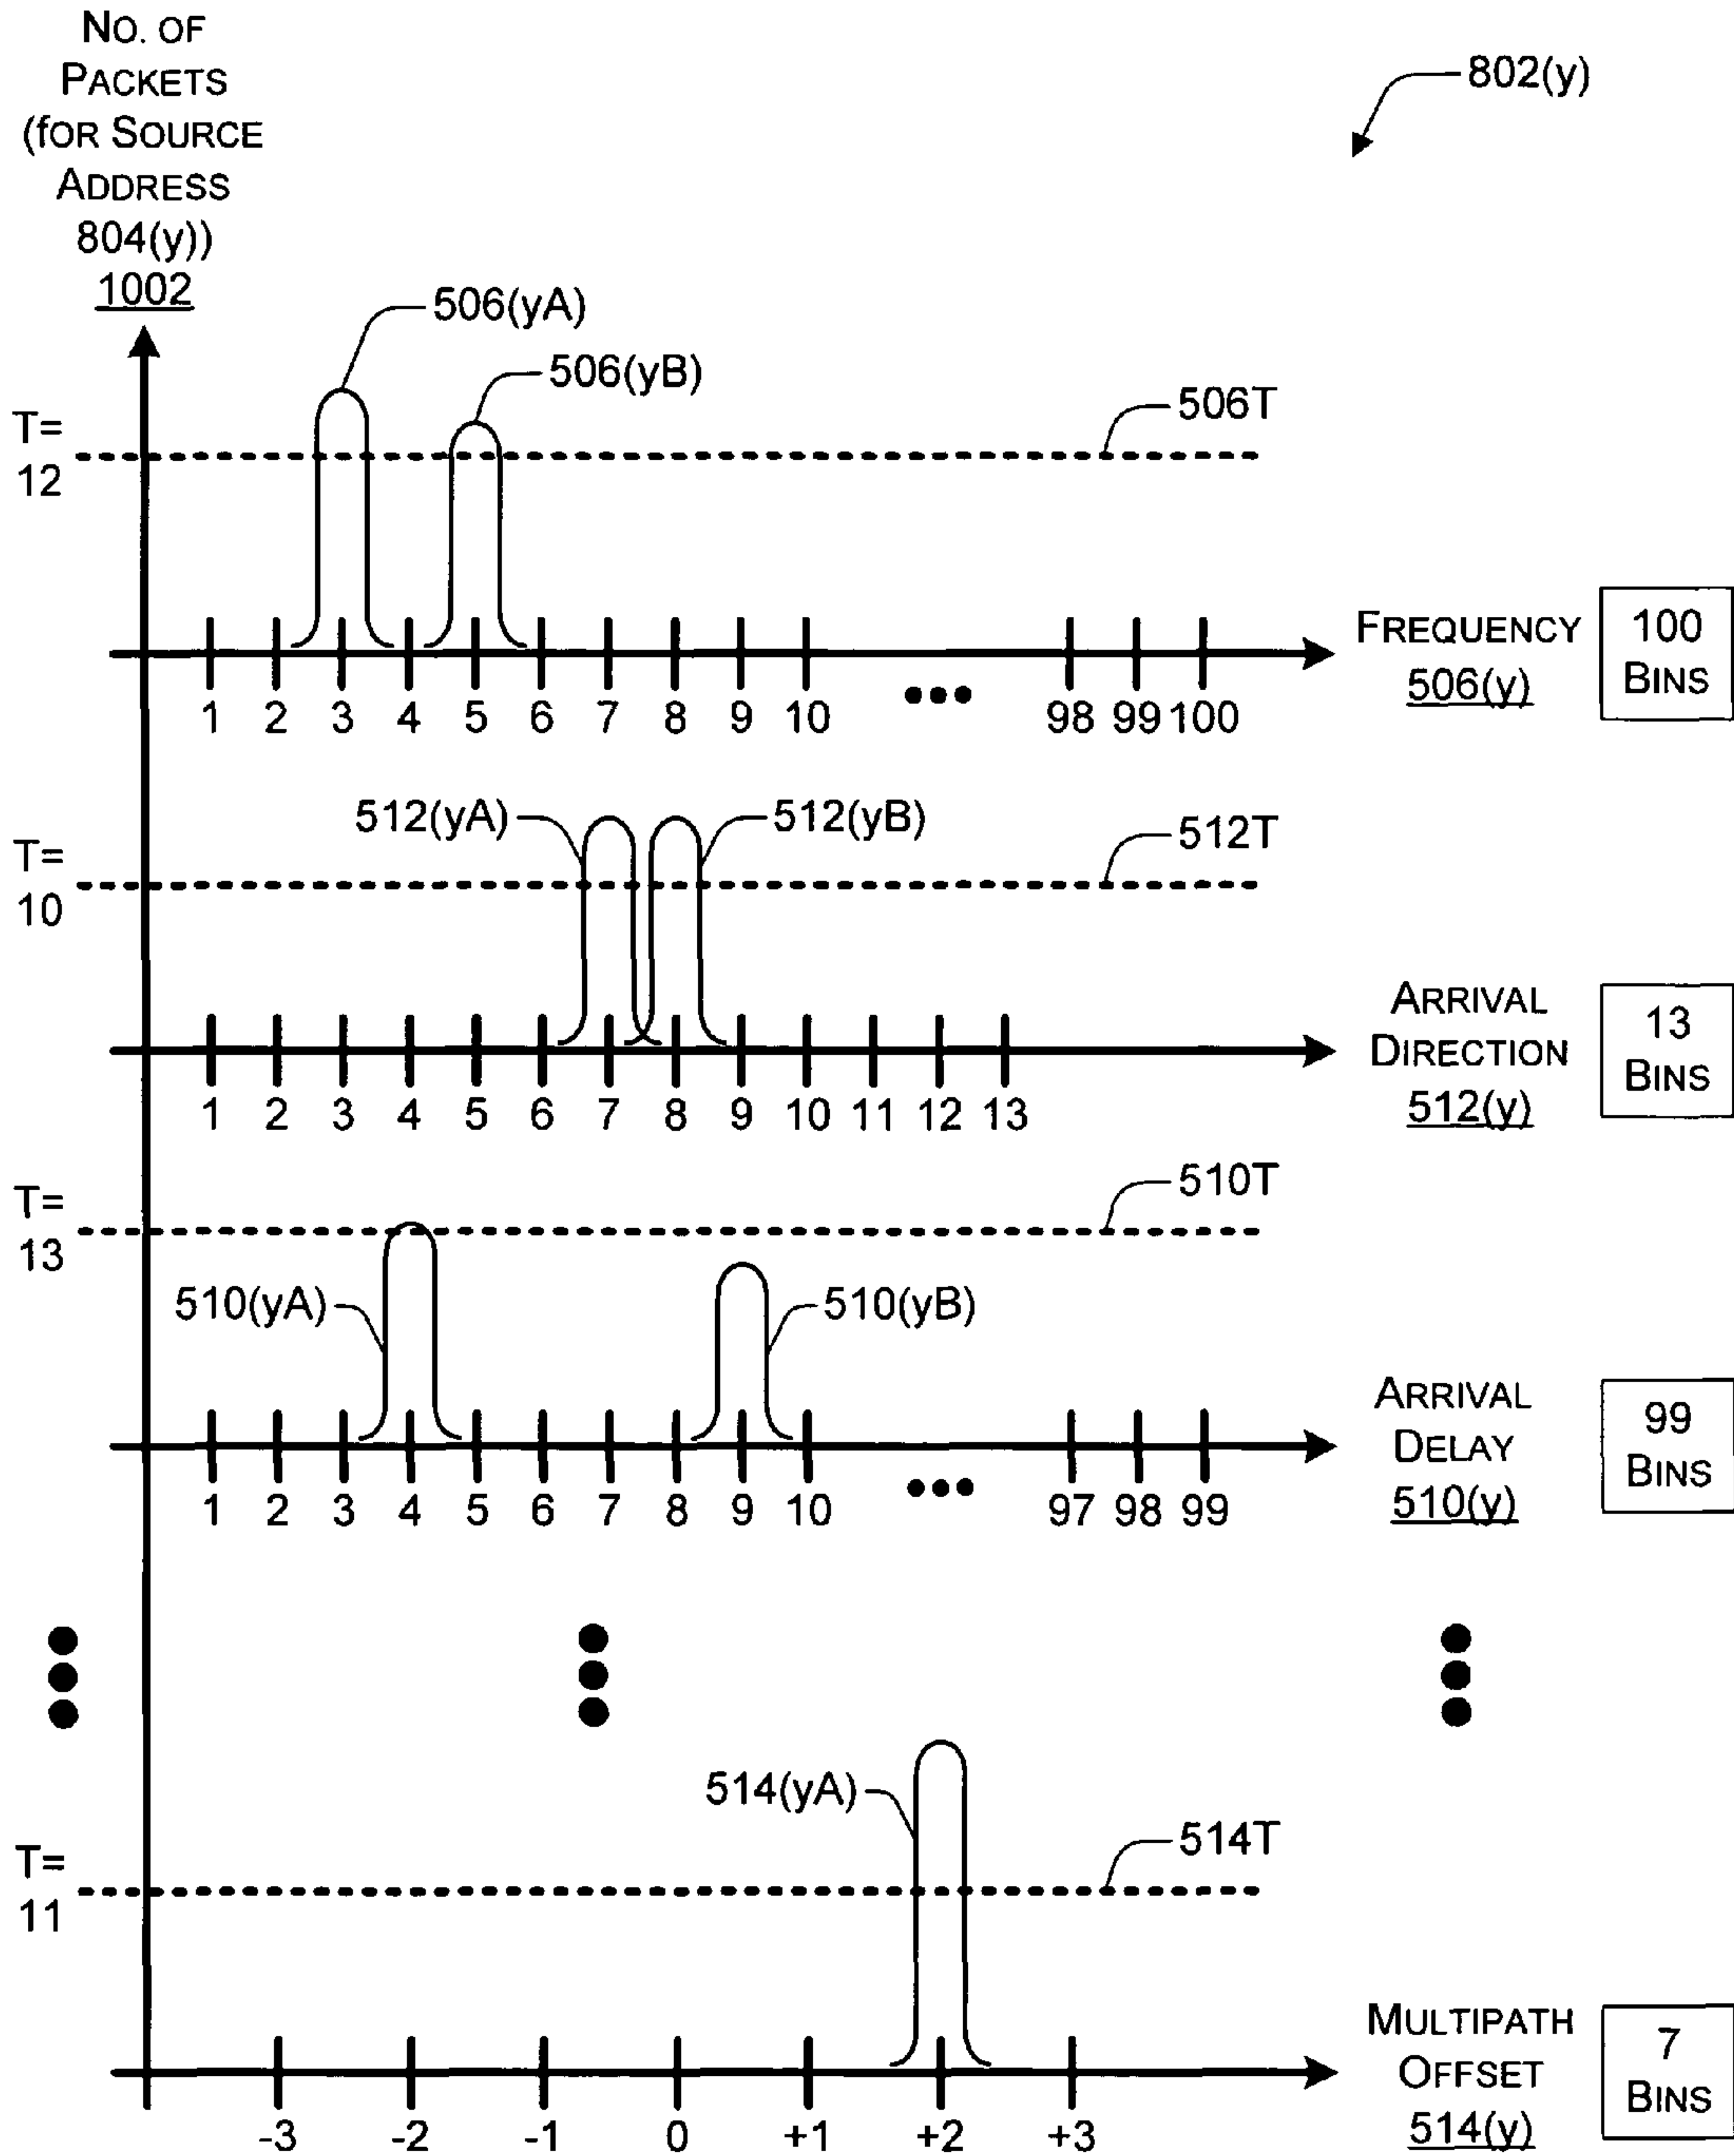 No. of
Packets
(for Source
Address
804(y))
1002
802(y)
506(yA)
506(yB)
506T
T=
12
Frequency
506(y)
100
Bins
1 2 3 4 5 6 7 8 9 10 ••• 98 99 100
512(yA)
512(yB)
512T
T=
10
Arrival
Direction
512(y)
13
Bins
1 2 3 4 5 6 7 8 9 10 11 12 13
510T
T=
13
510(yA)
510(yB)
Arrival
Delay
510(y)
99
Bins
1 2 3 4 5 6 7 8 9 10 ••• 97 98 99
514(yA)
514T
T=
11
Multipath
Offset
514(y)
7
Bins
-3 -2 -1 0 +1 +2 +3